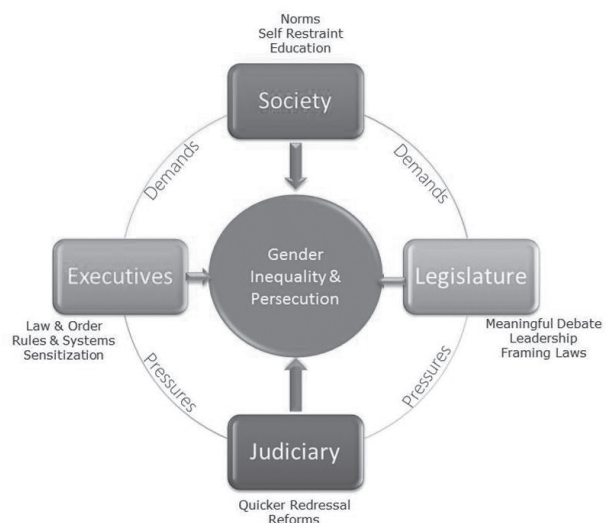 Norms
Self Restraint
Education
Society
Demands
Demands
Executives
Gender
Inequality &
Persecution
Legislature
Law & Order
Rules & Systems
Sensitization
Meaningful Debate
Leadership
Framing Laws
Pressures
Pressures
Judiciary
Quicker Redressal
Reforms